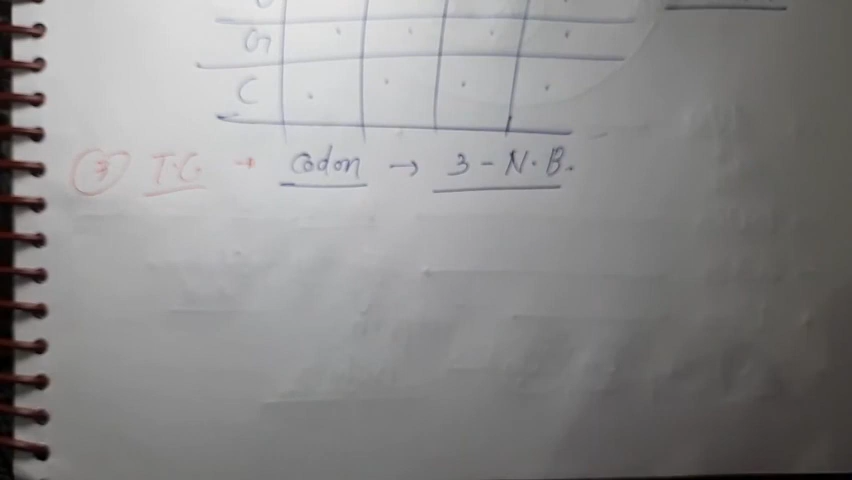 G
C
③ T.C. → Codon → 3 - N.B.